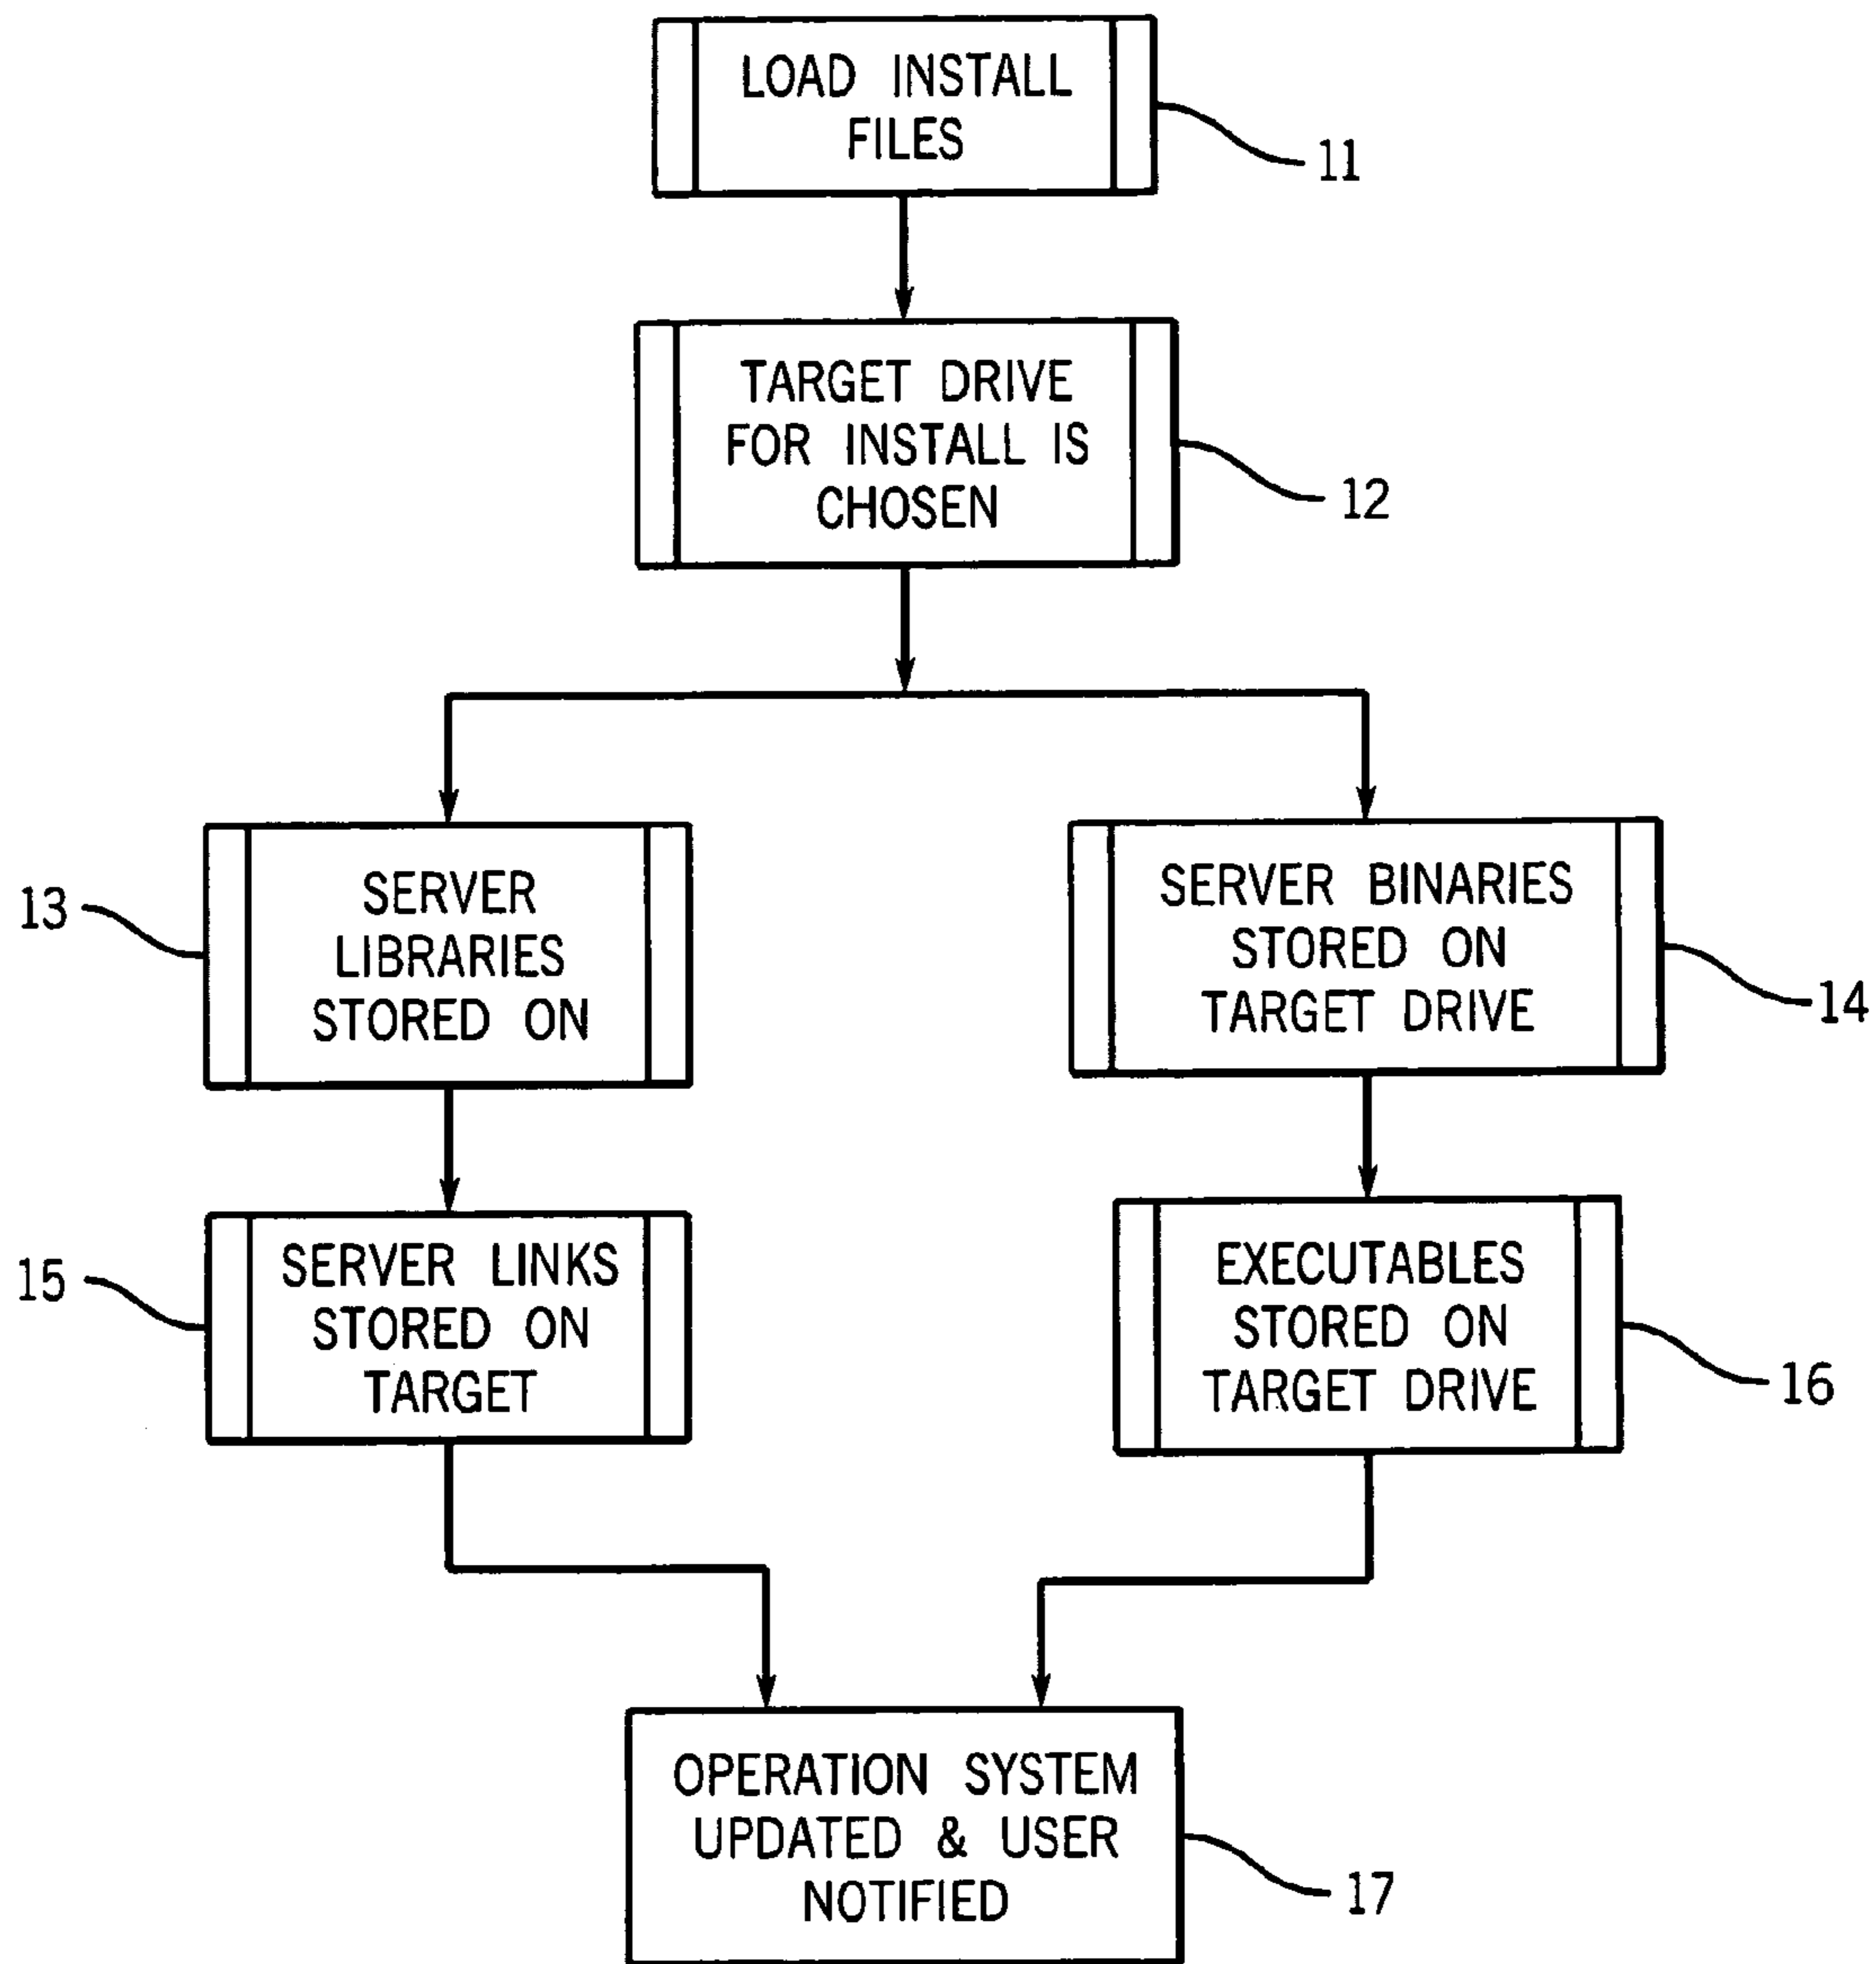 LOAD INSTALL
FILES
11
TARGET DRIVE
FOR INSTALL IS
CHOSEN
12
13
SERVER
LIBRARIES
STORED ON
SERVER BINARIES
STORED ON
TARGET DRIVE
14
15
SERVER LINKS
STORED ON
TARGET
EXECUTABLES
STORED ON
TARGET DRIVE
16
OPERATION SYSTEM
UPDATED & USER
NOTIFIED
17